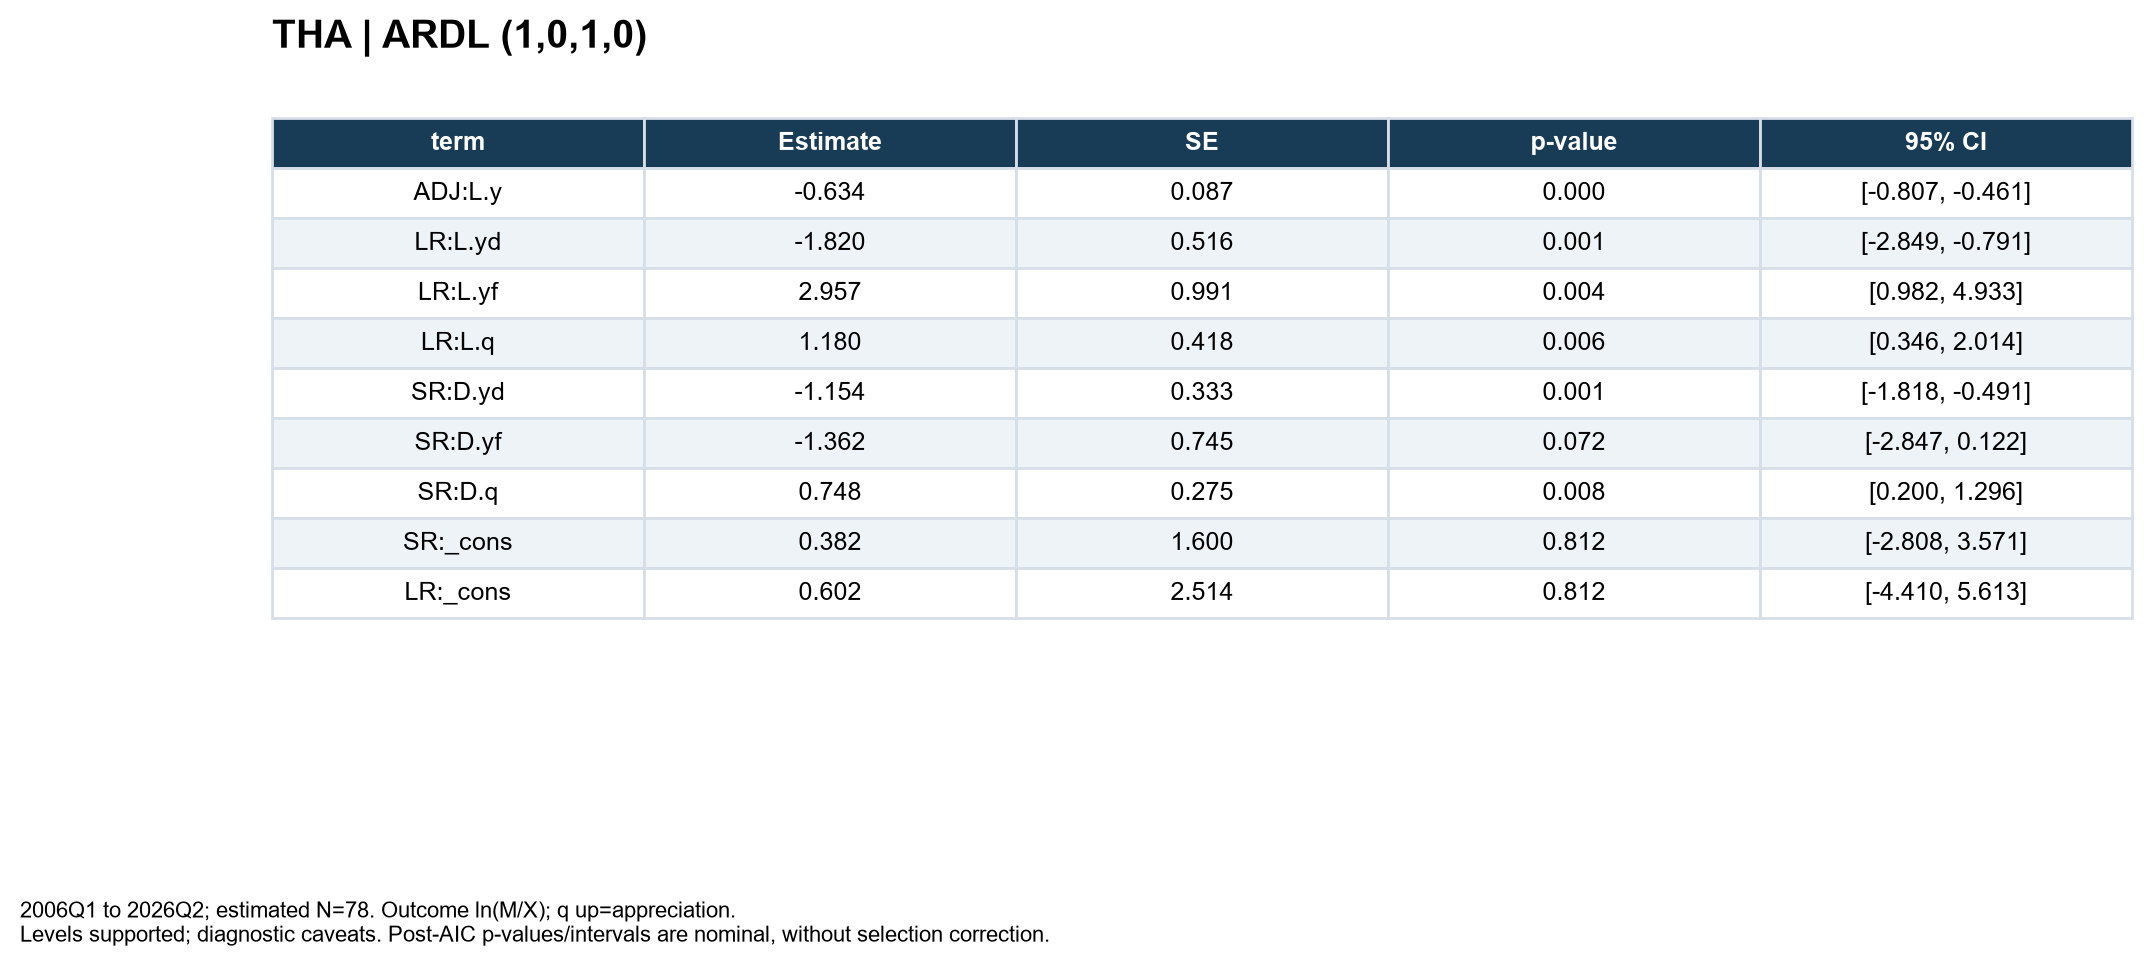 THA | ARDL (1,0,1,0)
term Estimate SE p-value 95% CI
ADJ:L.y -0.634 0.087 0.000 [-0.807, -0.461]
LR:L.yd -1.820 0.516 0.001 [-2.849, -0.791]
LR:L.yf 2.957 0.991 0.004 [0.982, 4.933]
LR:L.q 1.180 0.418 0.006 [0.346, 2.014]
SR:D.yd -1.154 0.333 0.001 [-1.818, -0.491]
SR:D.yf -1.362 0.745 0.072 [-2.847, 0.122]
SR:D.q 0.748 0.275 0.008 [0.200, 1.296]
SR:_cons 0.382 1.600 0.812 [-2.808, 3.571]
LR:_cons 0.602 2.514 0.812 [-4.410, 5.613]
2006Q1 to 2026Q2; estimated N=78. Outcome ln(M/X); q up=appreciation.
Levels supported; diagnostic caveats. Post-AIC p-values/intervals are nominal, without selection correction.